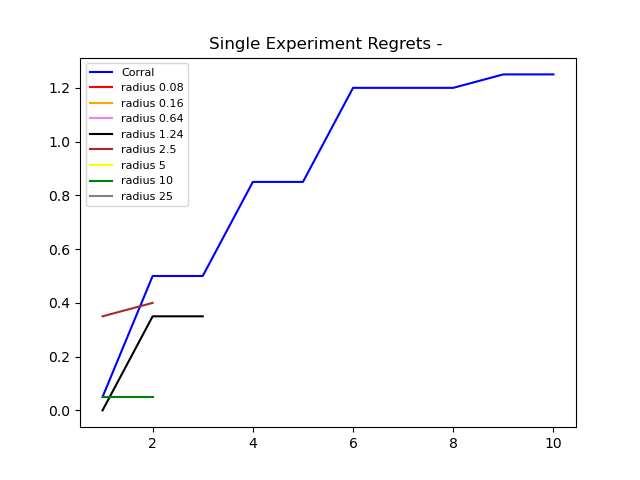 Single Experiment Regrets -
Corral
radius 0.08
radius 0.16
radius 0.64
radius 1.24
radius 2.5
radius 5
radius 10
radius 25
1.2
1.0
0.8
0.6
0.4
0.2
0.0
2 4 6 8 10